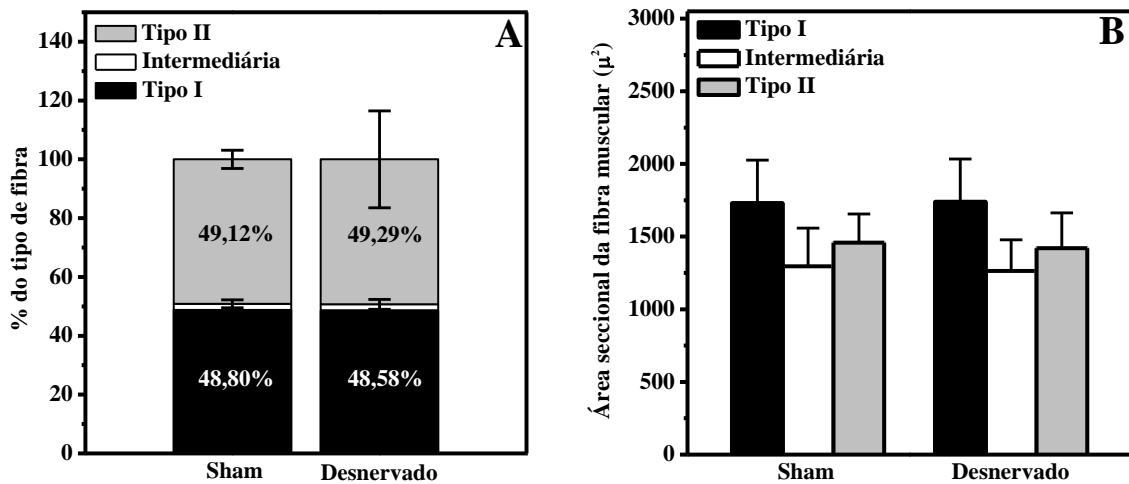 A
Tipo II
Intermediária
Tipo I
% do tipo de fibra
140
120
100
80
60
40
20
0
49,12%
49,29%
48,80%
48,58%
Sham
Desnervado
B
Tipo I
Intermediária
Tipo II
Área seccional da fibra muscular (µ²)
3000
2500
2000
1500
1000
500
0
Sham
Desnervado